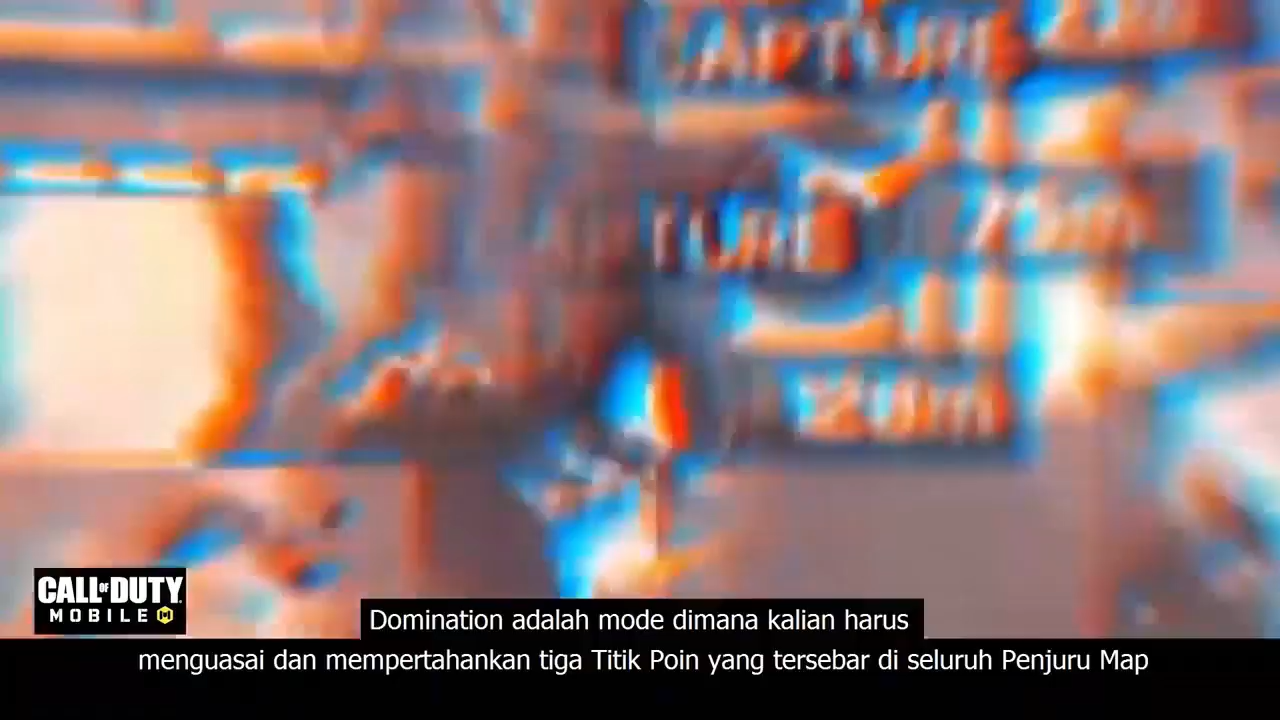 CAPTURE
CALL OF DUTY
MOBILE
Domination adalah mode dimana kalian harus
menguasai dan mempertahankan tiga Titik Poin yang tersebar di seluruh Penjuru Map